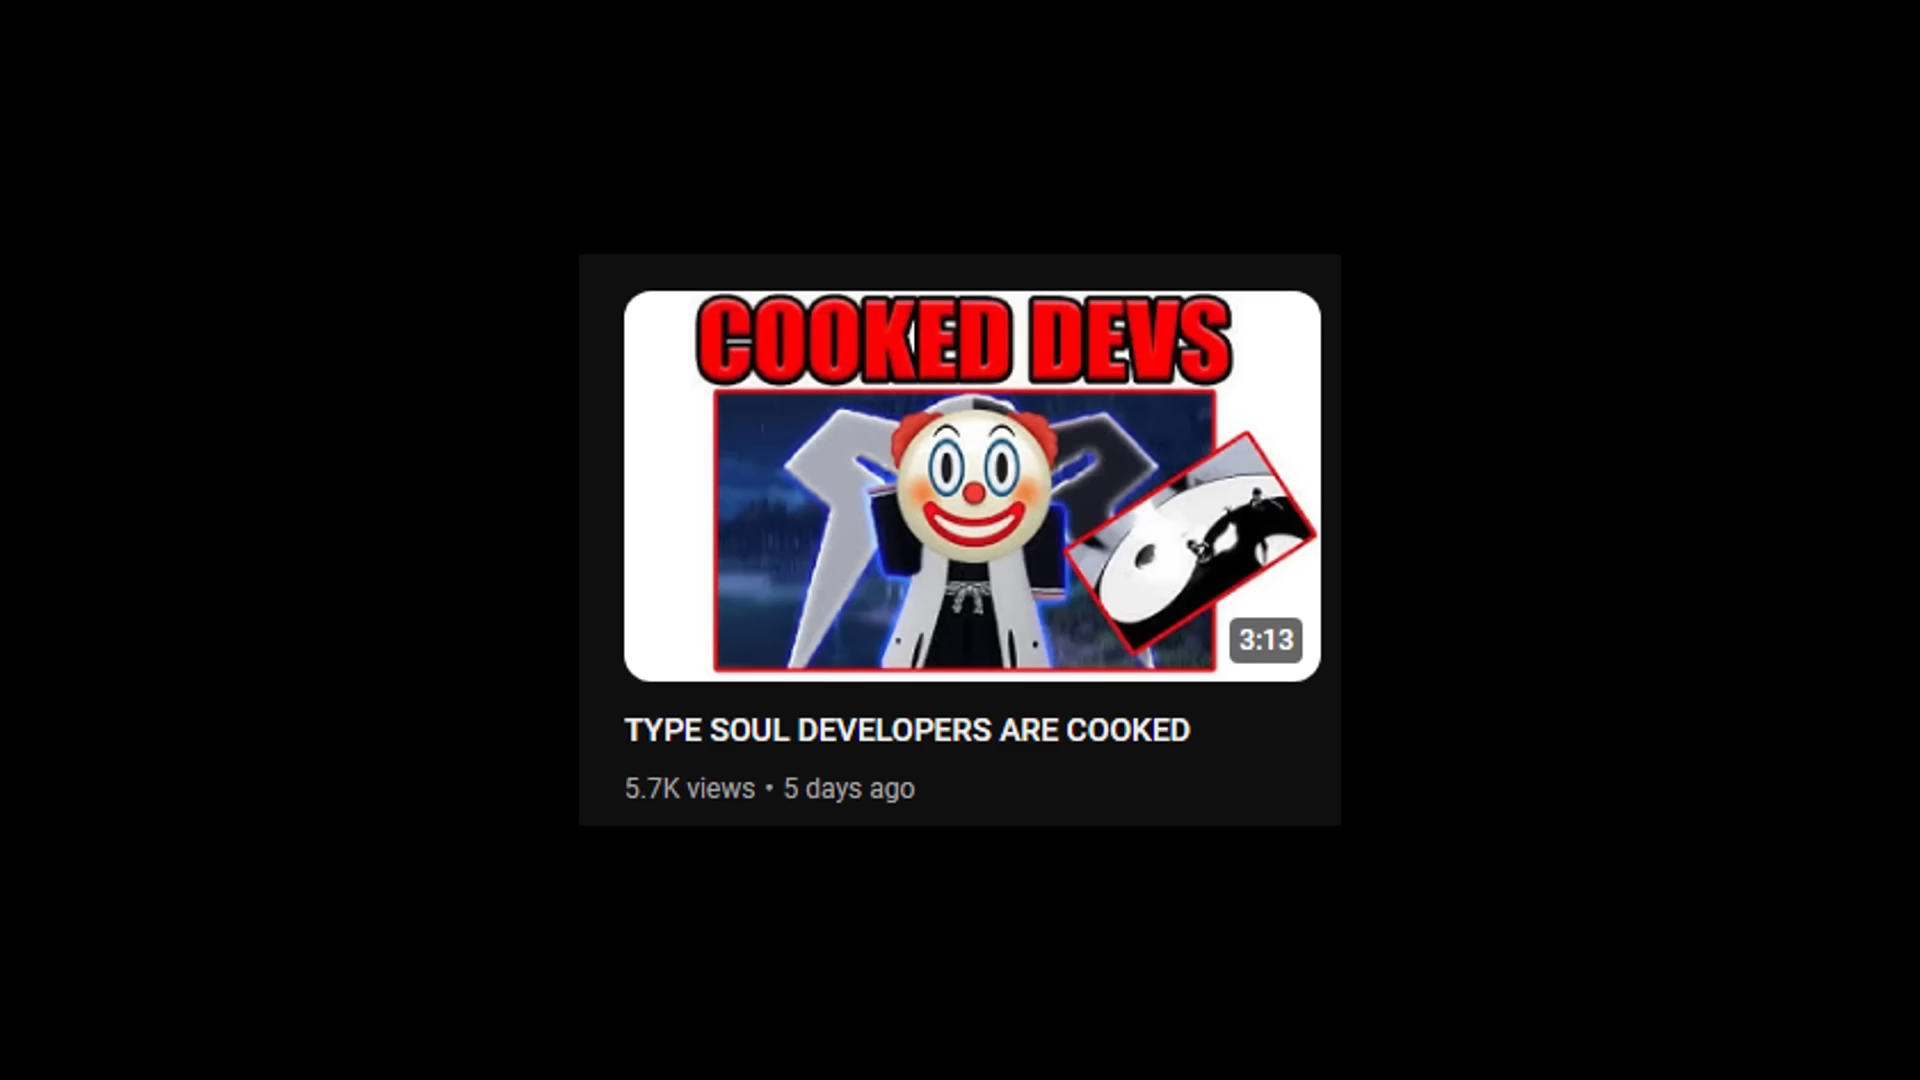 COOKED DEVS
3:13
TYPE SOUL DEVELOPERS ARE COOKED
5.7K views • 5 days ago